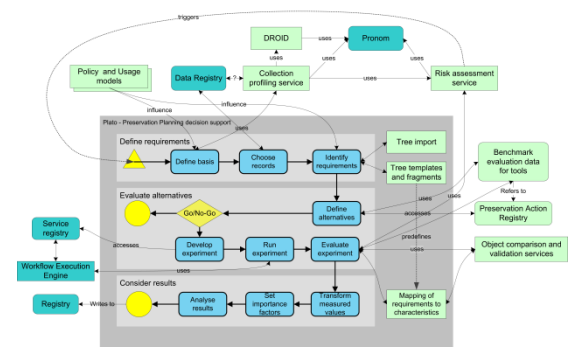 triggers
DROID
uses
Pronom
uses
uses
uses
Policy and Usage
models
Data Registry
?
Collection
profiling service
uses
Risk assessment
service
influence
influence
uses
Plato - Preservation Planning decision support
Define requirements
Define basis
Choose
records
Identify
requirements
Tree import
Tree templates
and fragments
Benchmark
evaluation data
for tools
uses
uses
Refers to
Evaluate alternatives
Go/No-Go
Define
alternatives
accesses
Preservation Action
Registry
Service
registry
accesses
Develop
experiment
Run
experiment
Evaluate
experiment
predefines
uses
uses
Object comparison and
validation services
Workflow Execution
Engine
uses
Consider results
Registry
Writes to
Analyse
results
Set
importance
factors
Transform
measured
values
Mapping of
requirements to
characteristics